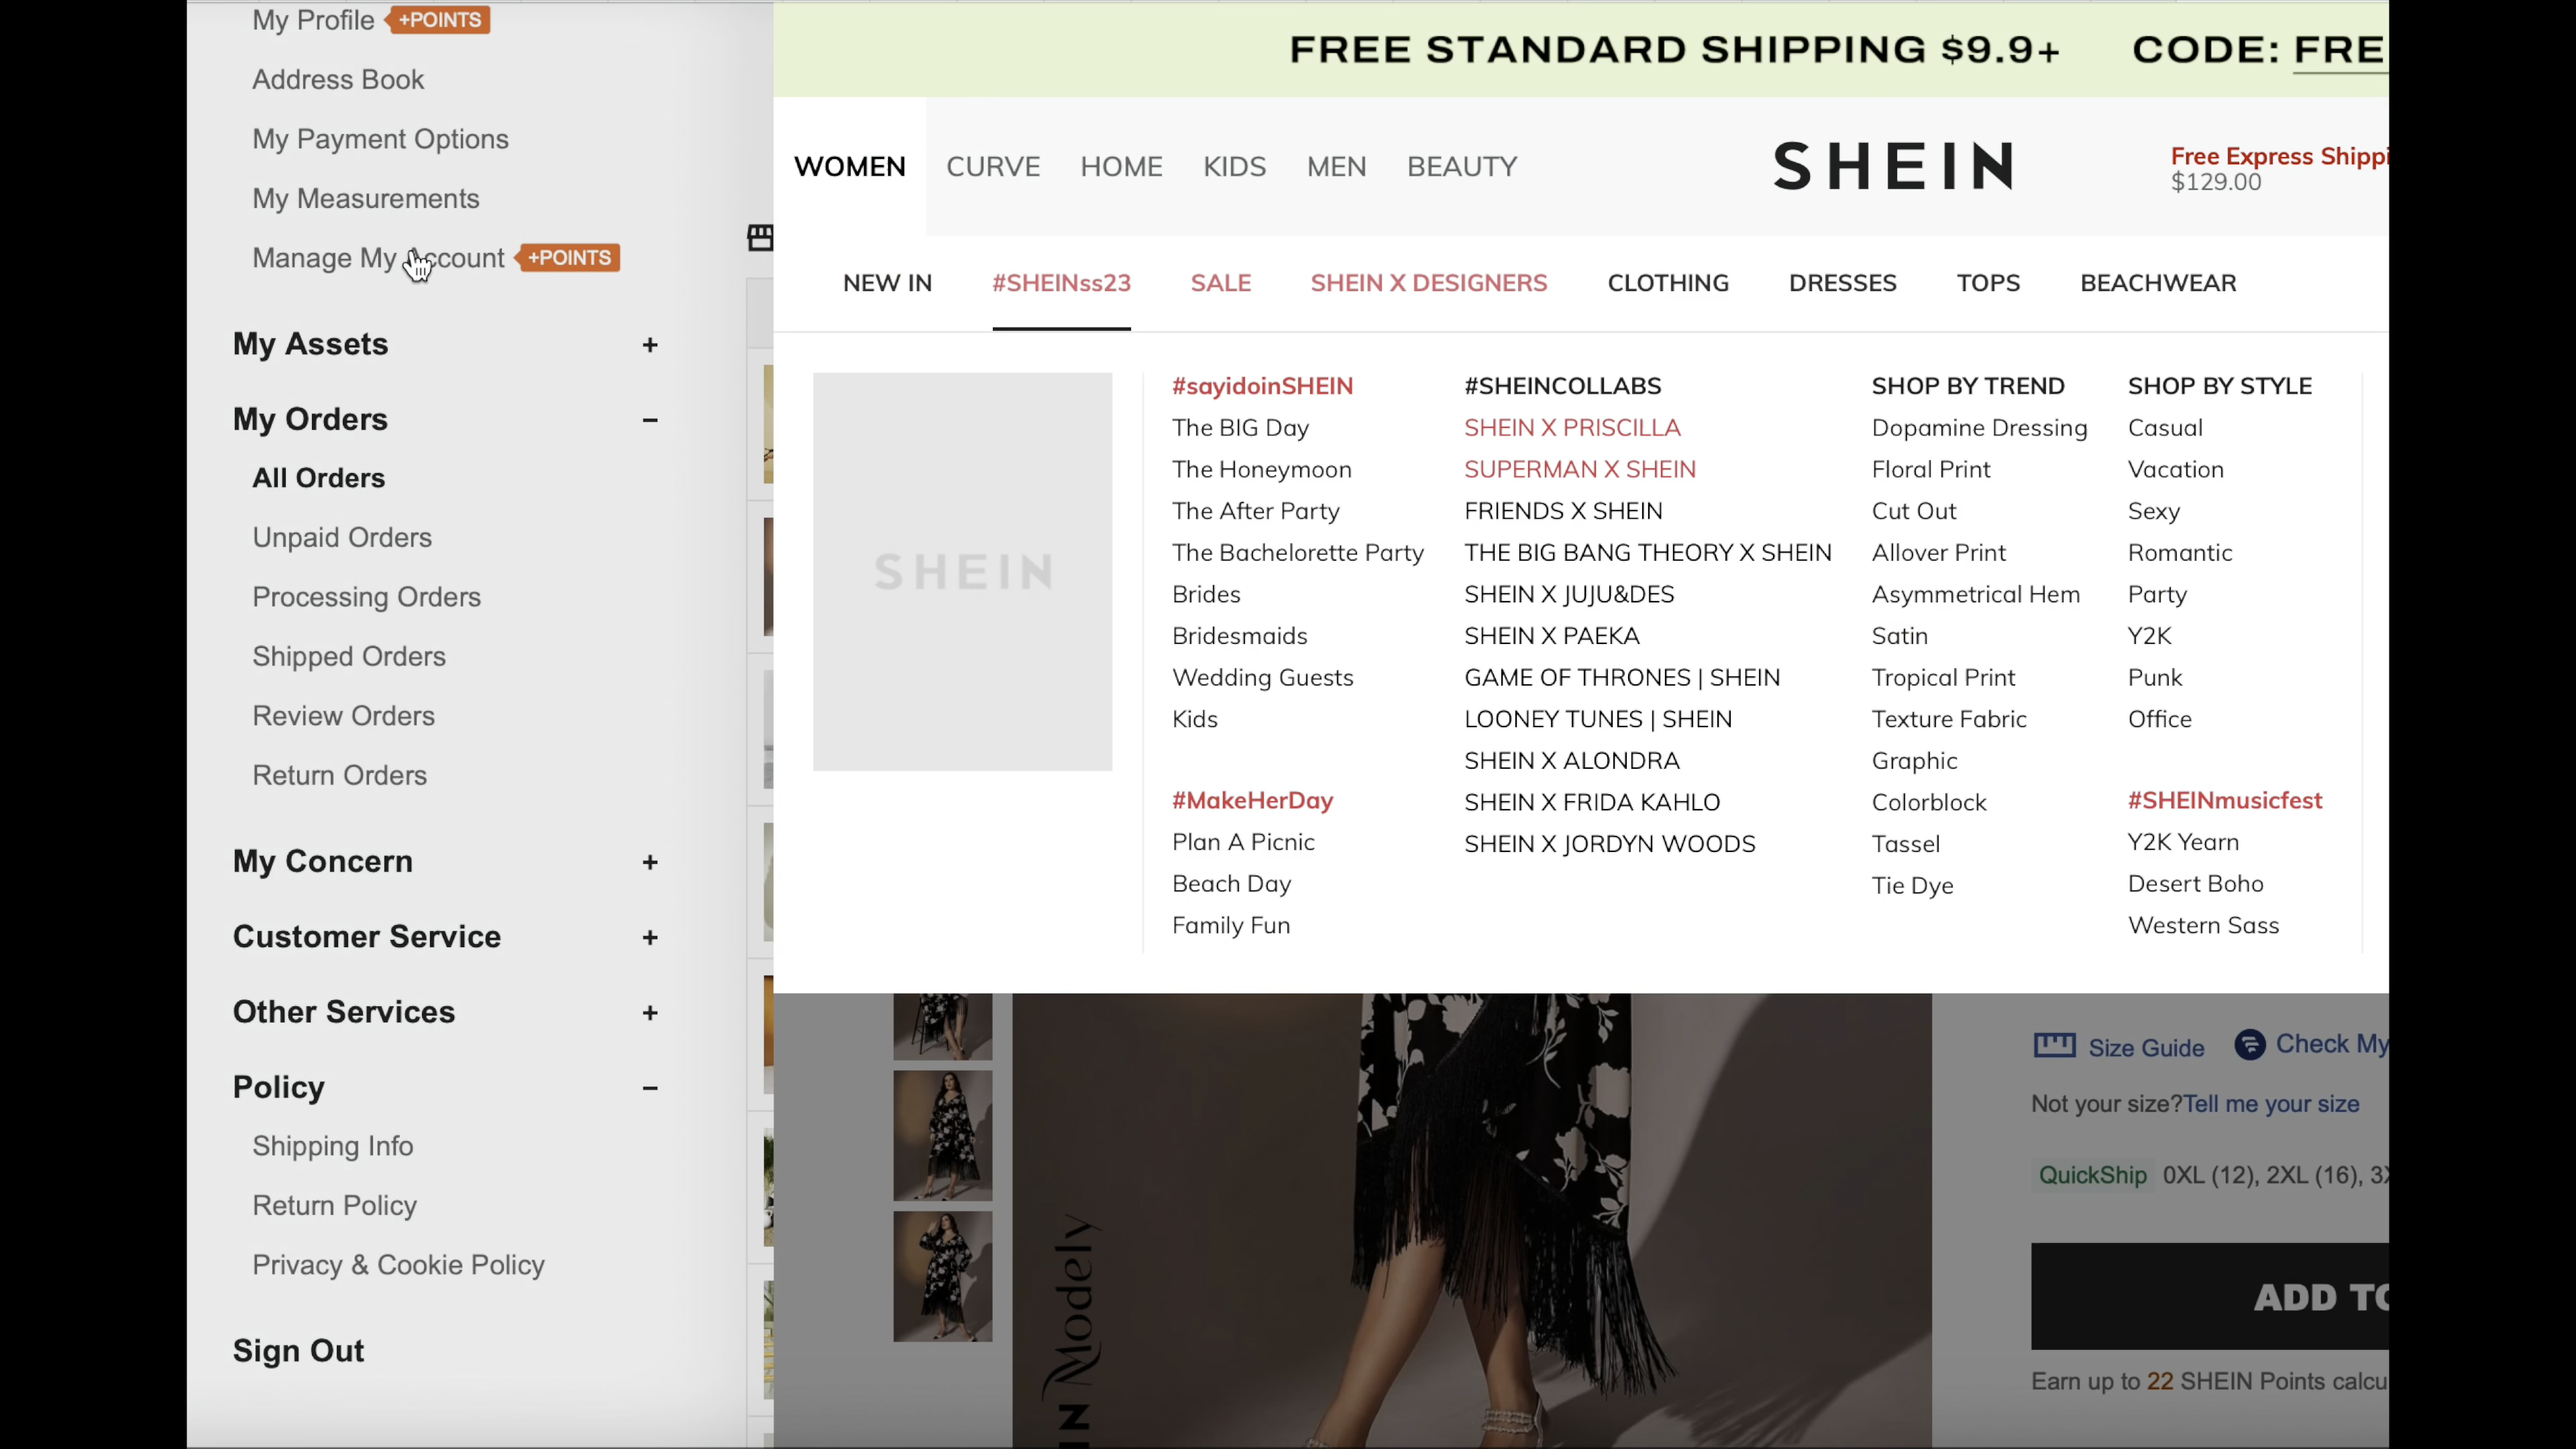 My Profile +POINTS
Address Book
My Payment Options
My Measurements
Manage My Account +POINTS
My Assets +
My Orders −
All Orders
Unpaid Orders
Processing Orders
Shipped Orders
Review Orders
Return Orders
My Concern +
Customer Service +
Other Services +
Policy −
Shipping Info
Return Policy
Privacy & Cookie Policy
Sign Out
FREE STANDARD SHIPPING $9.9+ CODE: FRE
WOMEN CURVE HOME KIDS MEN BEAUTY
SHEIN
Free Express Shippi
$129.00
NEW IN #SHEINss23 SALE SHEIN X DESIGNERS CLOTHING DRESSES TOPS BEACHWEAR
SHEIN
#sayidoinSHEIN
The BIG Day
The Honeymoon
The After Party
The Bachelorette Party
Brides
Bridesmaids
Wedding Guests
Kids
#MakeHerDay
Plan A Picnic
Beach Day
Family Fun
#SHEINCOLLABS
SHEIN X PRISCILLA
SUPERMAN X SHEIN
FRIENDS X SHEIN
THE BIG BANG THEORY X SHEIN
SHEIN X JUJU&DES
SHEIN X PAEKA
GAME OF THRONES | SHEIN
LOONEY TUNES | SHEIN
SHEIN X ALONDRA
SHEIN X FRIDA KAHLO
SHEIN X JORDYN WOODS
SHOP BY TREND
Dopamine Dressing
Floral Print
Cut Out
Allover Print
Asymmetrical Hem
Satin
Tropical Print
Texture Fabric
Graphic
Colorblock
Tassel
Tie Dye
SHOP BY STYLE
Casual
Vacation
Sexy
Romantic
Party
Y2K
Punk
Office
#SHEINmusicfest
Y2K Yearn
Desert Boho
Western Sass
IN Modely
Size Guide Check My
Not your size?Tell me your size
QuickShip 0XL (12), 2XL (16), 3X
ADD TO
Earn up to 22 SHEIN Points calcu